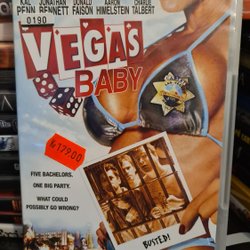 KAL JONATHAN DONALD AARON CHARLIE
PENN BENNETT FAISON HIMELSTEIN TALBERT
0190
VEGAS
BABY
179.00
FIVE BACHELORS.
ONE BIG PARTY.
WHAT COULD
POSSIBLY GO WRONG?
BUSTED!